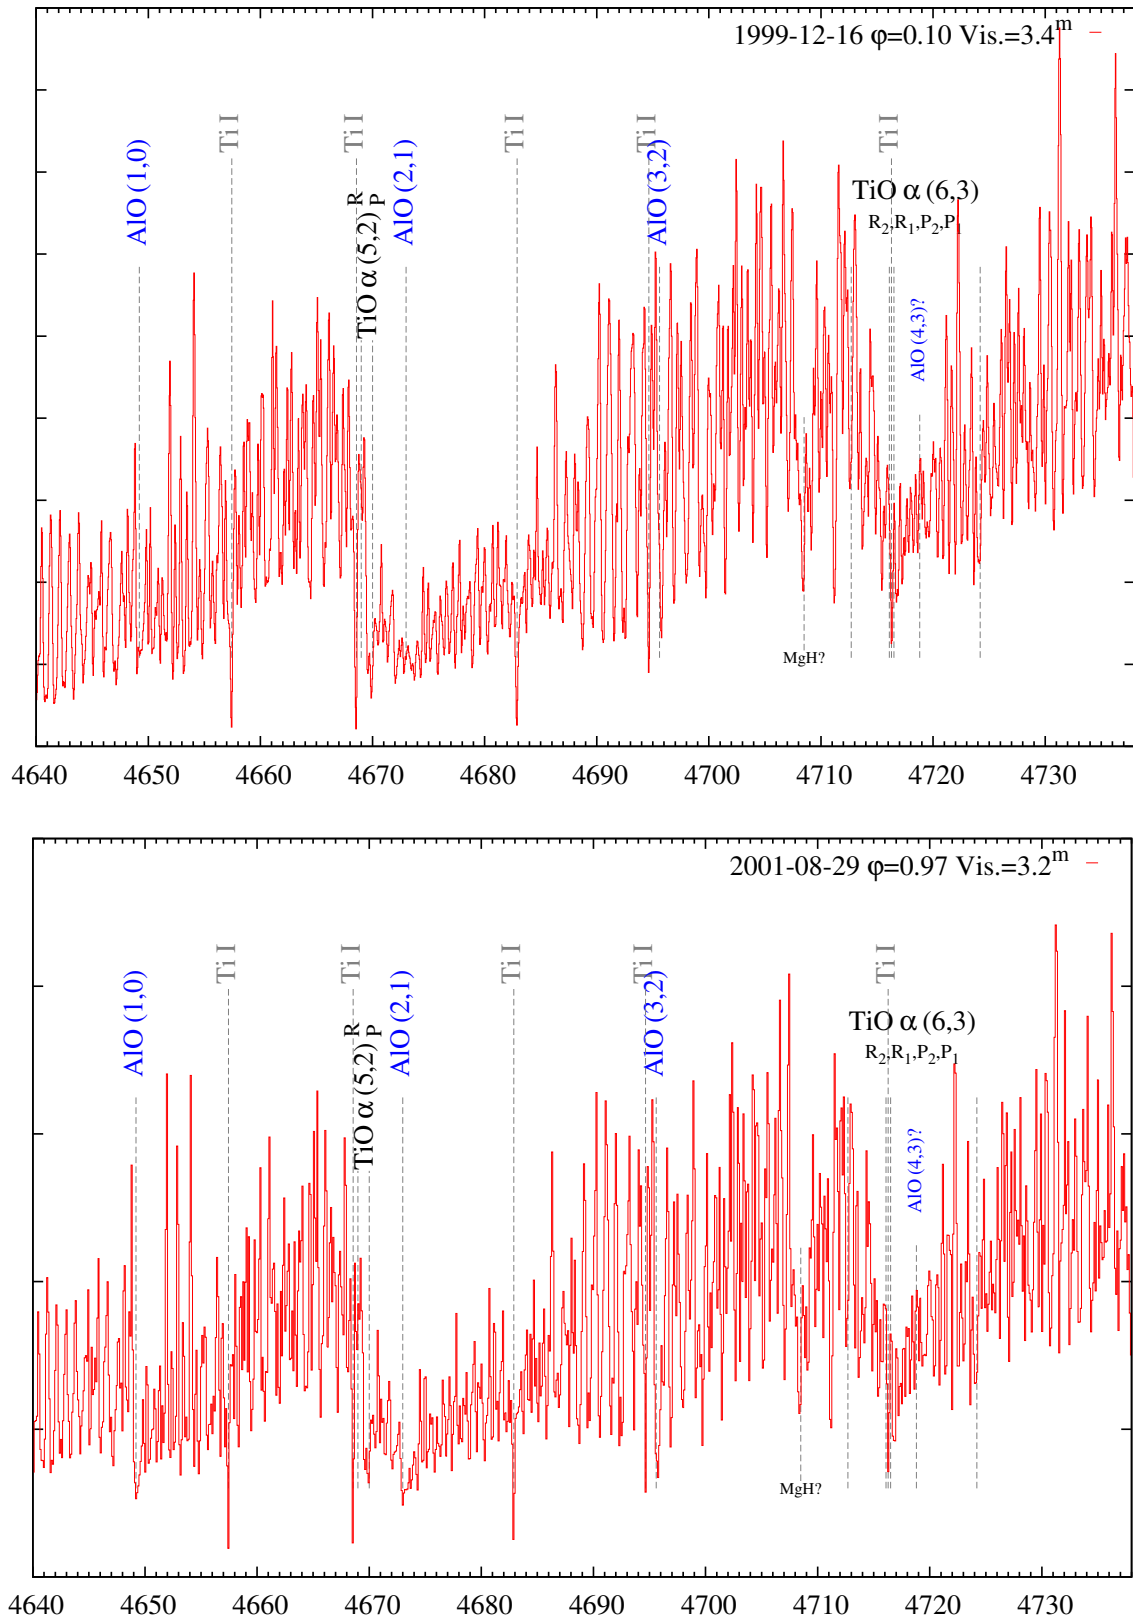 1999-12-16 φ=0.10 Vis.=3.4m
Ti I
Ti I
Ti I
Ti I
Ti I
AlO (1,0)
TiO α (5,2) R P
AlO (2,1)
AlO (3,2)
TiO α (6,3)
R2,R1,P2,P1
AlO (4,3)?
MgH?
4640 4650 4660 4670 4680 4690 4700 4710 4720 4730
2001-08-29 φ=0.97 Vis.=3.2m
Ti I
Ti I
Ti I
Ti I
Ti I
AlO (1,0)
TiO α (5,2) R P
AlO (2,1)
AlO (3,2)
TiO α (6,3)
R2,R1,P2,P1
AlO (4,3)?
MgH?
4640 4650 4660 4670 4680 4690 4700 4710 4720 4730